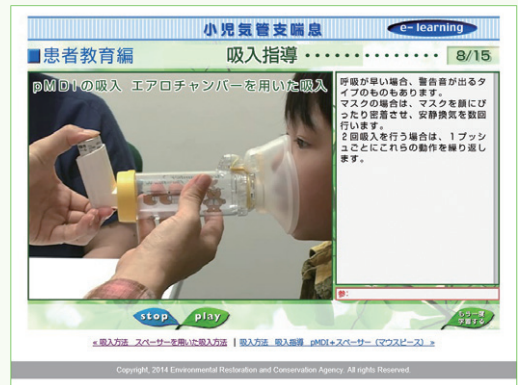 小児気管支喘息
e-learning
■患者教育編
吸入指導・・・・・・・・・・・・・・
8/15
pMDIの吸入 エアロチャンバーを用いた吸入
呼吸が早い場合、警告音が出るタ
イプのものもあります。
マスクの場合は、マスクを顔にぴ
ったり密着させ、安静換気を数回
行います。
2回吸入を行う場合は、1プッシ
ュごとにこれらの動作を繰り返し
ます。
参:
stop
play
もう一度
学習する
« 吸入方法 スペーサーを用いた吸入方法 | 吸入方法 吸入指導 pMDI+スペーサー (マウスピース) »
Copyright, 2014 Environmental Restoration and Conservation Agency. All rights Reserved.